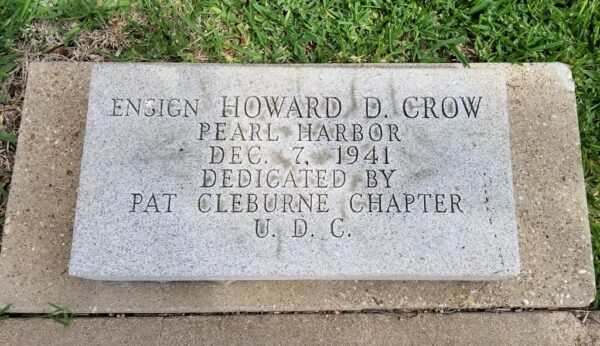 ENSIGN HOWARD D. CROW
PEARL HARBOR
DEC. 7, 1941
DEDICATED BY
PAT CLEBURNE CHAPTER
U. D. C.